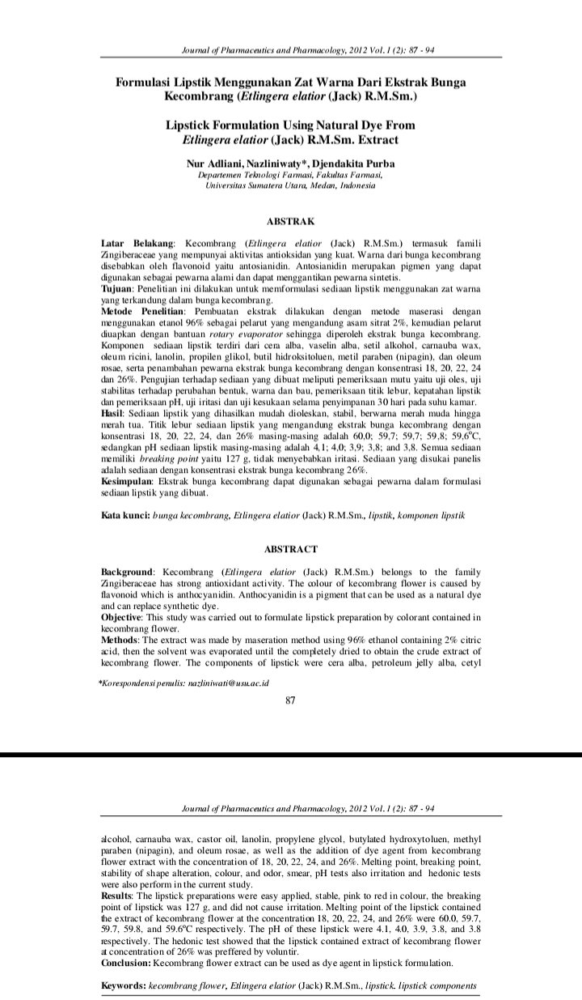 Journal of Pharmaceutics and Pharmacology, 2012 Vol. 1 (2): 87 - 94
Formulasi Lipstik Menggunakan Zat Warna Dari Ekstrak Bunga
Kecombrang (Etlingera elatior (Jack) R.M.Sm.)
Lipstick Formulation Using Natural Dye From
Etlingera elatior (Jack) R.M.Sm. Extract
Nur Adliani, Nazliniwaty*, Djendakita Purba
Departemen Teknologi Farmasi, Fakultas Farmasi,
Universitas Sumatera Utara, Medan, Indonesia
ABSTRAK
Latar Belakang: Kecombrang (Etlingera elatior (Jack) R.M.Sm.) termasuk famili
Zingiberaceae yang mempunyai aktivitas antioksidan yang kuat. Warna dari bunga kecombrang
disebabkan oleh flavonoid yaitu antosianidin. Antosianidin merupakan pigmen yang dapat
digunakan sebagai pewarna alami dan dapat menggantikan pewarna sintetis.
Tujuan: Penelitian ini dilakukan untuk memformulasi sediaan lipstik menggunakan zat warna
yang terkandung dalam bunga kecombrang.
Metode Penelitian: Pembuatan ekstrak dilakukan dengan metode maserasi dengan
menggunakan etanol 96% sebagai pelarut yang mengandung asam sitrat 2%, kemudian pelarut
diuapkan dengan bantuan rotary evaporator sehingga diperoleh ekstrak bunga kecombrang.
Komponen sediaan lipstik terdiri dari cera alba, vaselin alba, setil alkohol, carnauba wax,
oleum ricini, lanolin, propilen glikol, butil hidroksitoluen, metil paraben (nipagin), dan oleum
rosae, serta penambahan pewarna ekstrak bunga kecombrang dengan konsentrasi 18, 20, 22, 24
dan 26%. Pengujian terhadap sediaan yang dibuat meliputi pemeriksaan mutu yaitu uji oles, uji
stabilitas terhadap perubahan bentuk, warna dan bau, pemeriksaan titik lebur, kepatahan lipstik
dan pemeriksaan pH, uji iritasi dan uji kesukaan selama penyimpanan 30 hari pada suhu kamar.
Hasil: Sediaan lipstik yang dihasilkan mudah dioleskan, stabil, berwarna merah muda hingga
merah tua. Titik lebur sediaan lipstik yang mengandung ekstrak bunga kecombrang dengan
konsentrasi 18, 20, 22, 24, dan 26% masing-masing adalah 60,0; 59,7; 59,7; 59,8; 59,6°C,
sedangkan pH sediaan lipstik masing-masing adalah 4,1; 4,0; 3,9; 3,8; and 3,8. Semua sediaan
memiliki breaking point yaitu 127 g, tidak menyebabkan iritasi. Sediaan yang disukai panelis
adalah sediaan dengan konsentrasi ekstrak bunga kecombrang 26%.
Kesimpulan: Ekstrak bunga kecombrang dapat digunakan sebagai pewarna dalam formulasi
sediaan lipstik yang dibuat.
Kata kunci: bunga kecombrang, Etlingera elatior (Jack) R.M.Sm., lipstik, komponen lipstik
ABSTRACT
Background: Kecombrang (Etlingera elatior (Jack) R.M.Sm.) belongs to the family
Zingiberaceae has strong antioxidant activity. The colour of kecombrang flower is caused by
flavonoid which is anthocyanidin. Anthocyanidin is a pigment that can be used as a natural dye
and can replace synthetic dye.
Objective: This study was carried out to formulate lipstick preparation by colorant contained in
kecombrang flower.
Methods: The extract was made by maseration method using 96% ethanol containing 2% citric
acid, then the solvent was evaporated until the completely dried to obtain the crude extract of
kecombrang flower. The components of lipstick were cera alba, petroleum jelly alba, cetyl
*Korespondensi penulis: nazliniwati@usu.ac.id
87
Journal of Pharmaceutics and Pharmacology, 2012 Vol. 1 (2): 87 - 94
alcohol, carnauba wax, castor oil, lanolin, propylene glycol, butylated hydroxytoluen, methyl
paraben (nipagin), and oleum rosae, as well as the addition of dye agent from kecombrang
flower extract with the concentration of 18, 20, 22, 24, and 26%. Melting point, breaking point,
stability of shape alteration, colour, and odor, smear, pH tests also irritation and hedonic tests
were also perform in the current study.
Results: The lipstick preparations were easy applied, stable, pink to red in colour, the breaking
point of lipstick was 127 g, and did not cause irritation. Melting point of the lipstick contained
the extract of kecombrang flower at the concentration 18, 20, 22, 24, and 26% were 60.0, 59.7,
59.7, 59.8, and 59.6°C respectively. The pH of these lipstick were 4.1, 4.0, 3.9, 3.8, and 3.8
respectively. The hedonic test showed that the lipstick contained extract of kecombrang flower
at concentration of 26% was preffered by voluntir.
Conclusion: Kecombrang flower extract can be used as dye agent in lipstick formulation.
Keywords: kecombrang flower, Etlingera elatior (Jack) R.M.Sm., lipstick. lipstick components